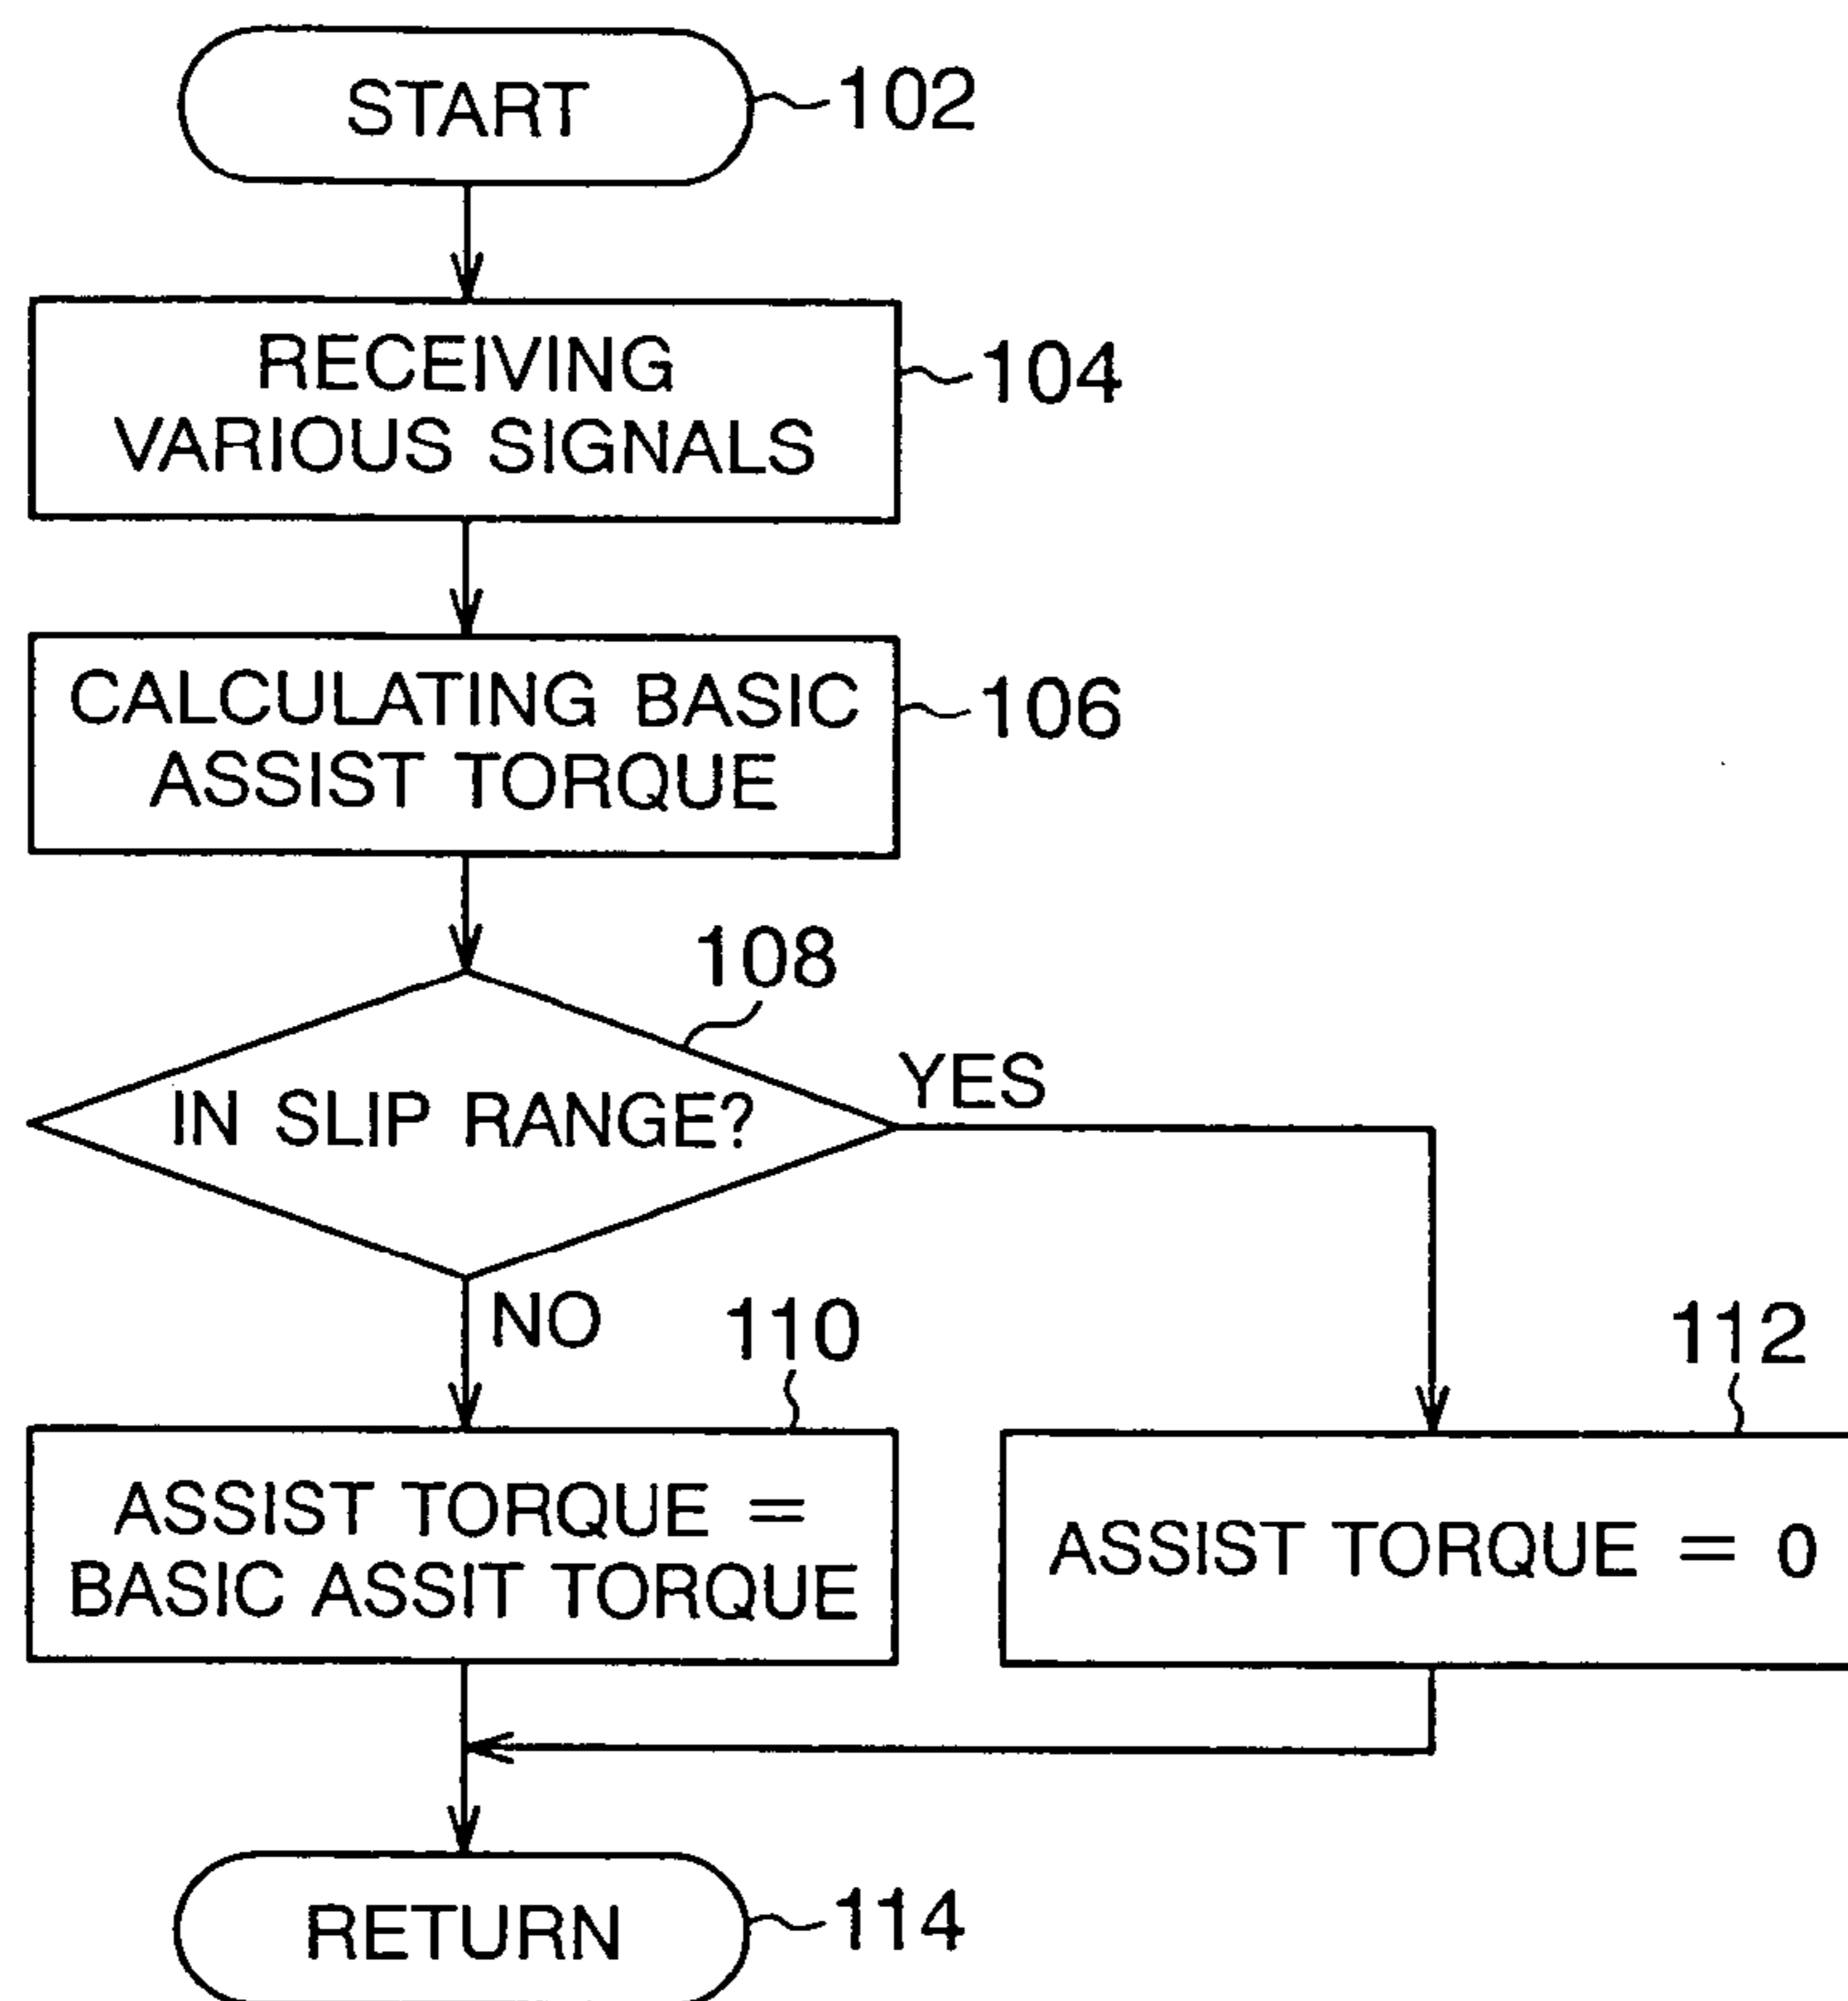 START
102
RECEIVING
VARIOUS SIGNALS
104
CALCULATING BASIC
ASSIST TORQUE
106
108
IN SLIP RANGE?
YES
NO
110
112
ASSIST TORQUE =
BASIC ASSIT TORQUE
ASSIST TORQUE = 0
RETURN
114